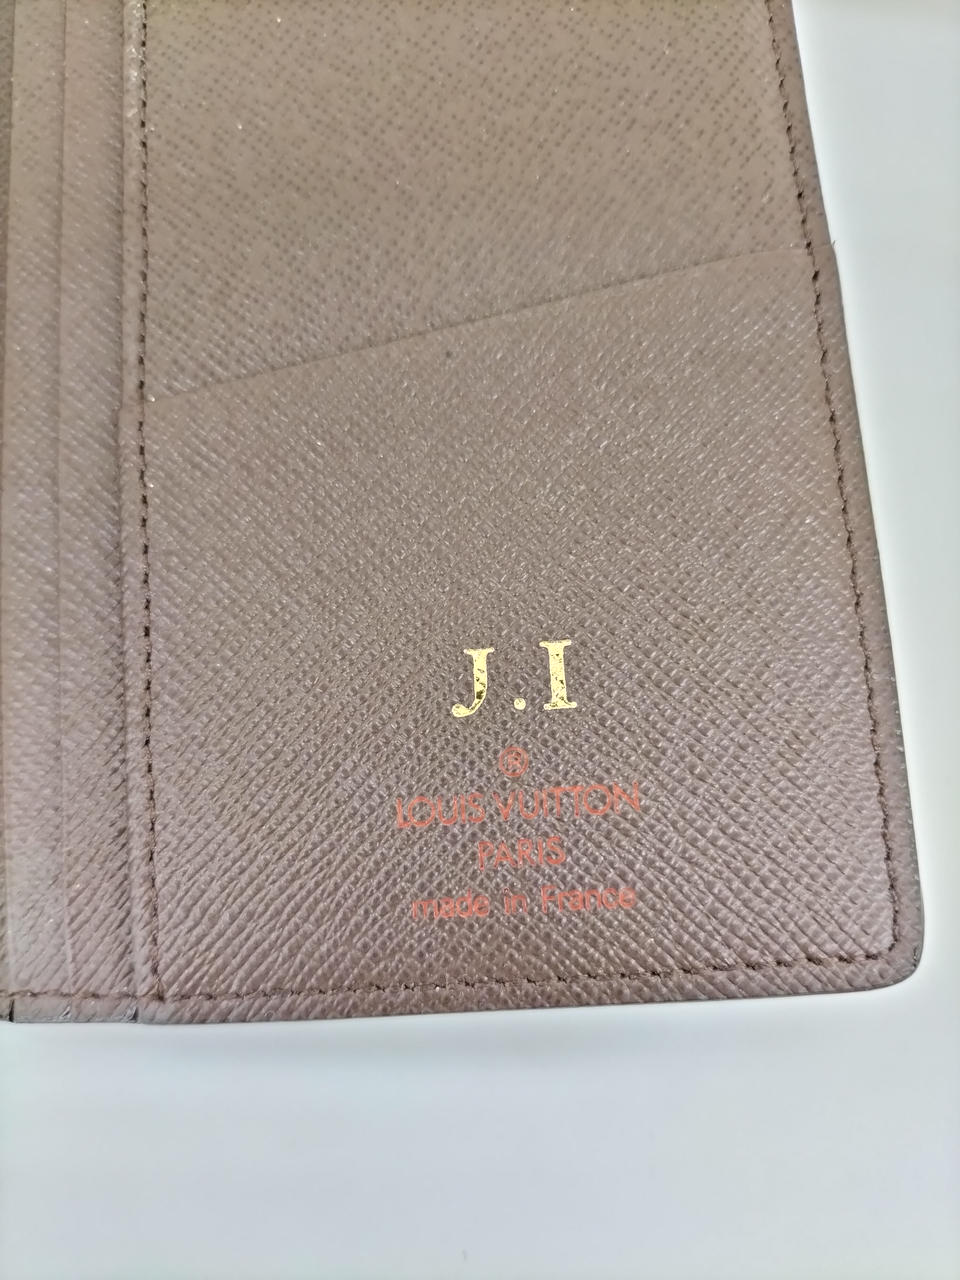 J.I
®
LOUIS VUITTON
PARIS
made in France